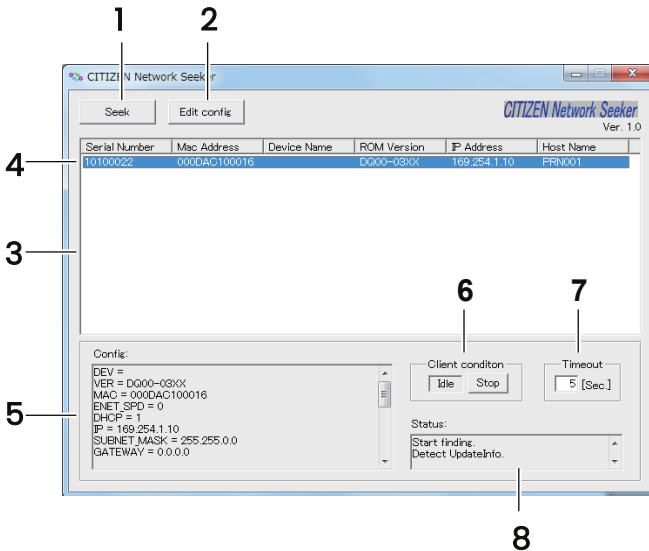 1 2
CITIZEN Network Seeker
Seek Edit config CITIZEN Network Seeker
Ver. 1.0
Serial Number Mac Address Device Name ROM Version IP Address Host Name
4 10100022 000DAC100016 DG00-03XX 169.254.1.10 PRN001
3
6 7
Config:
DEV =
VER = DG00-03XX
MAC = 000DAC100016
ENET_SPD = 0
DHCP = 1
IP = 169.254.1.10
SUBNET_MASK = 255.255.0.0
GATEWAY = 0.0.0.0
5
Client conditon
Idle Stop
Timeout
5 [Sec.]
Status:
Start finding.
Detect UpdateInfo.
8